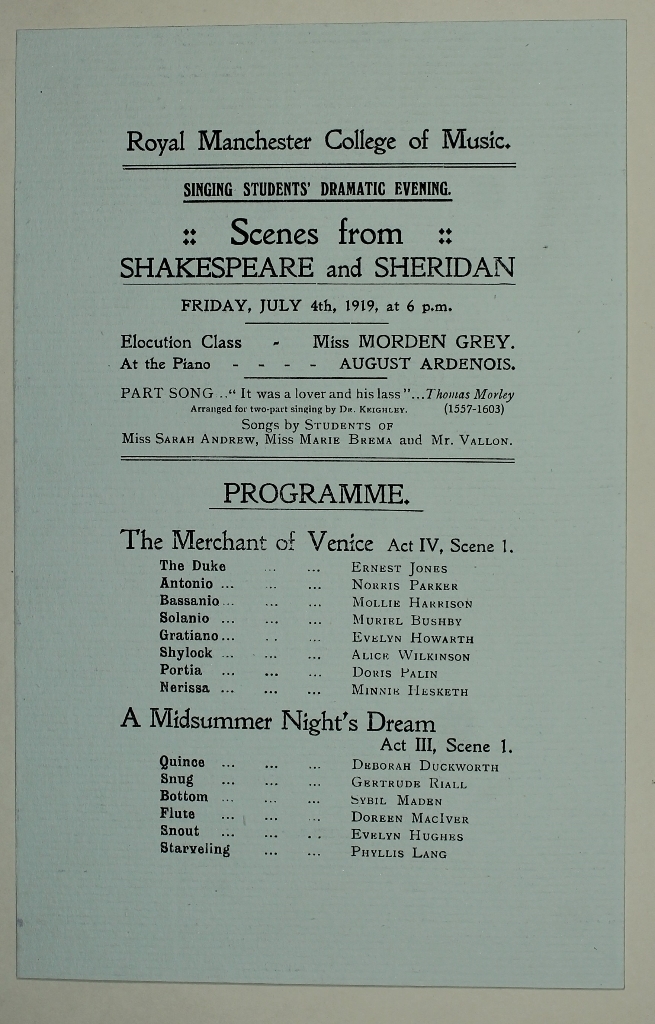 Royal Manchester College of Music.
SINGING STUDENTS' DRAMATIC EVENING.
:: Scenes from ::
SHAKESPEARE and SHERIDAN
FRIDAY, JULY 4th, 1919, at 6 p.m.
Elocution Class - Miss MORDEN GREY.
At the Piano - - - - AUGUST ARDENOIS.
PART SONG .." It was a lover and his lass "...Thomas Morley
Arranged for two-part singing by DR. KEIGHLEY. (1557-1603)
Songs by STUDENTS OF
Miss SARAH ANDREW, Miss MARIE BREMA and Mr. VALLON.
PROGRAMME.
The Merchant of Venice Act IV, Scene 1.
The Duke ... ... ERNEST JONES
Antonio ... ... ... NORRIS PARKER
Bassanio ... ... ... MOLLIE HARRISON
Solanio ... ... ... MURIEL BUSHBY
Gratiano ... ... ... EVELYN HOWARTH
Shylock ... ... ... ALICE WILKINSON
Portia ... ... ... DORIS PALIN
Nerissa ... ... ... MINNIE HESKETH
A Midsummer Night's Dream
Act III, Scene 1.
Quince ... ... ... DEBORAH DUCKWORTH
Snug ... ... ... GERTRUDE RIALL
Bottom ... ... ... SYBIL MADEN
Flute ... ... ... DOREEN MACIVER
Snout ... ... ... EVELYN HUGHES
Starveling ... ... PHYLLIS LANG